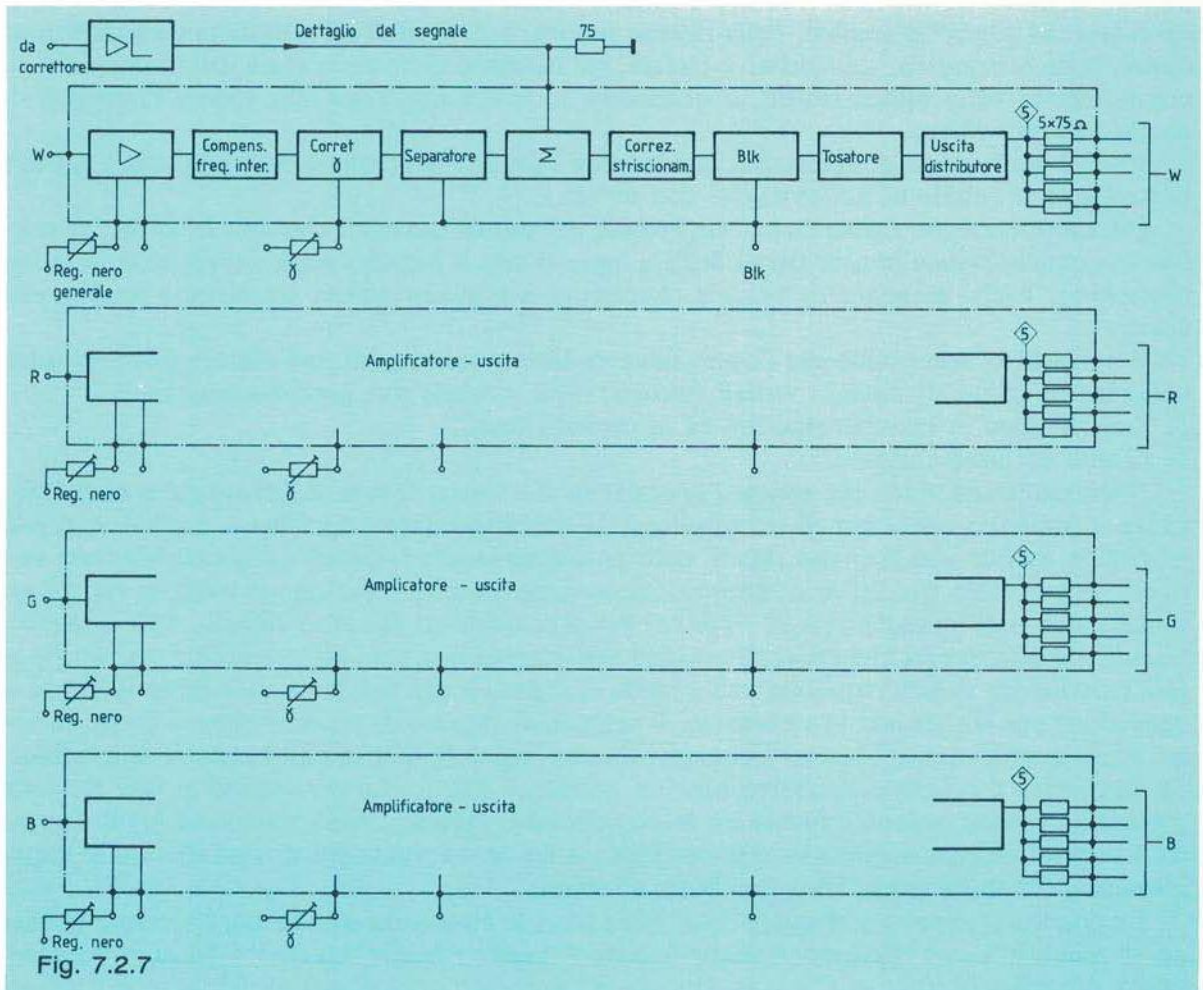 Dettaglio del segnale
75
da
correttore
W
Compens.
freq. inter.
Corret
γ
Separatore
Σ
Correz.
striscionam.
Blk
Tosatore
Uscita
distributore
5
5×75 Ω
W
Reg. nero
generale
γ
Blk
R
Amplificatore - uscita
5
R
Reg. nero
γ
G
Amplicatore - uscita
5
G
Reg. nero
γ
B
Amplificatore - uscita
5
B
Reg. nero
γ
Fig. 7.2.7